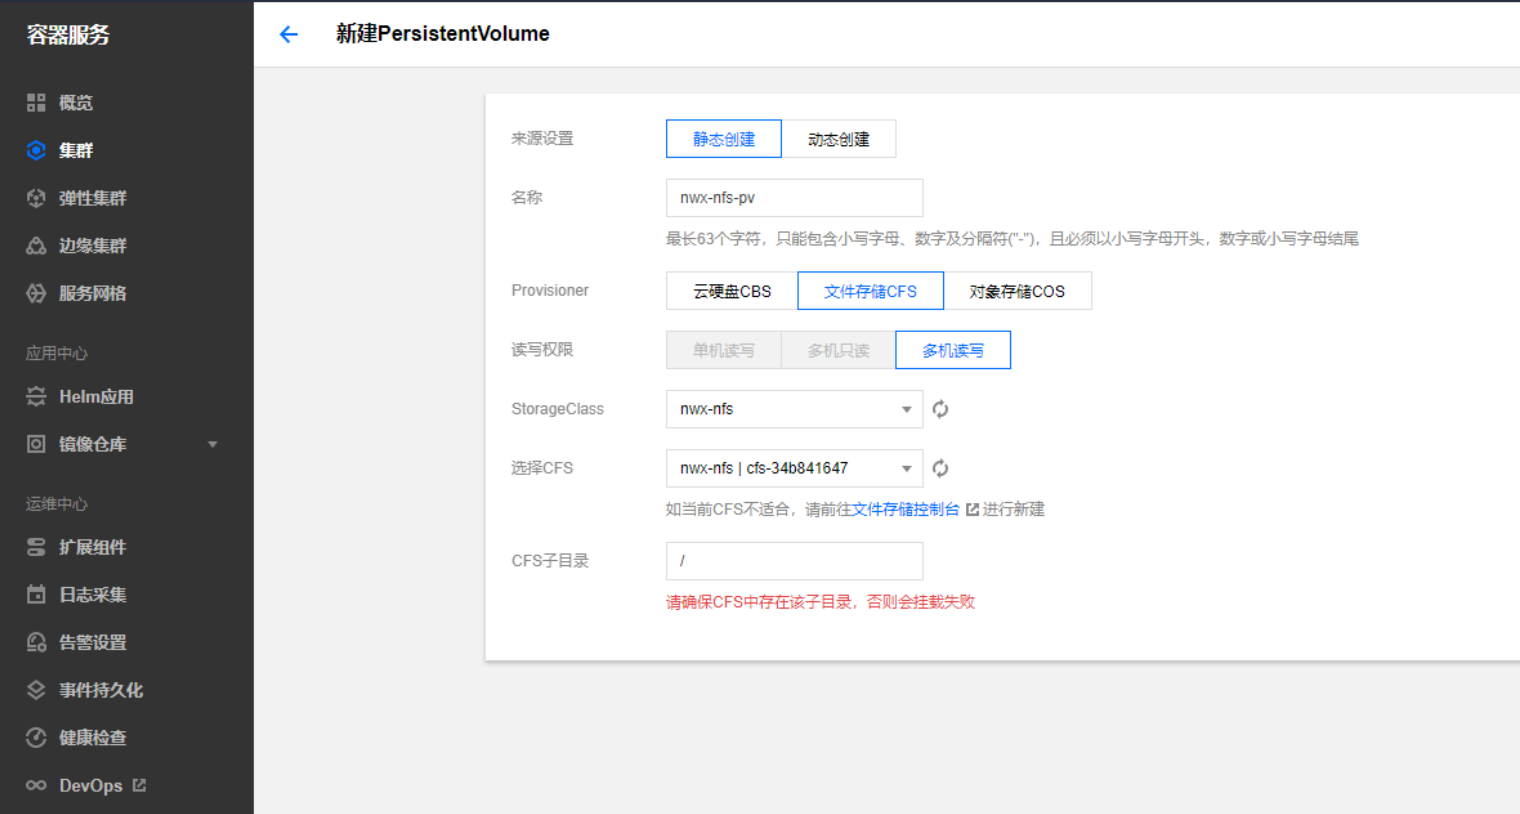 容器服务
新建PersistentVolume
概览
集群
弹性集群
边缘集群
服务网格
应用中心
Helm应用
镜像仓库
运维中心
扩展组件
日志采集
告警设置
事件持久化
健康检查
DevOps
来源设置 静态创建 动态创建
名称 nwx-nfs-pv
最长63个字符，只能包含小写字母、数字及分隔符("-")，且必须以小写字母开头，数字或小写字母结尾
Provisioner 云硬盘CBS 文件存储CFS 对象存储COS
读写权限 单机读写 多机只读 多机读写
StorageClass nwx-nfs
选择CFS nwx-nfs | cfs-34b841647
如当前CFS不适合，请前往文件存储控制台 进行新建
CFS子目录 /
请确保CFS中存在该子目录，否则会挂载失败